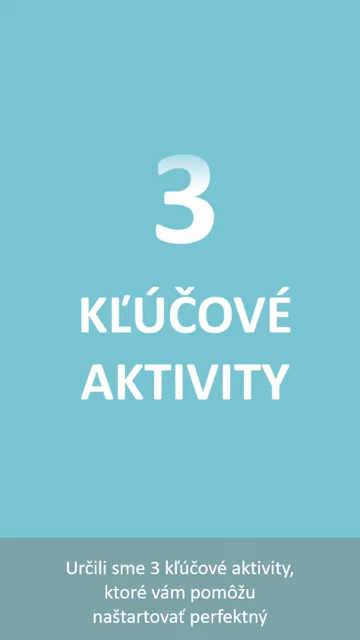 3
KĽÚČOVÉ
AKTIVITY
Určili sme 3 kľúčové aktivity,
ktoré vám pomôžu
naštartovať perfektný